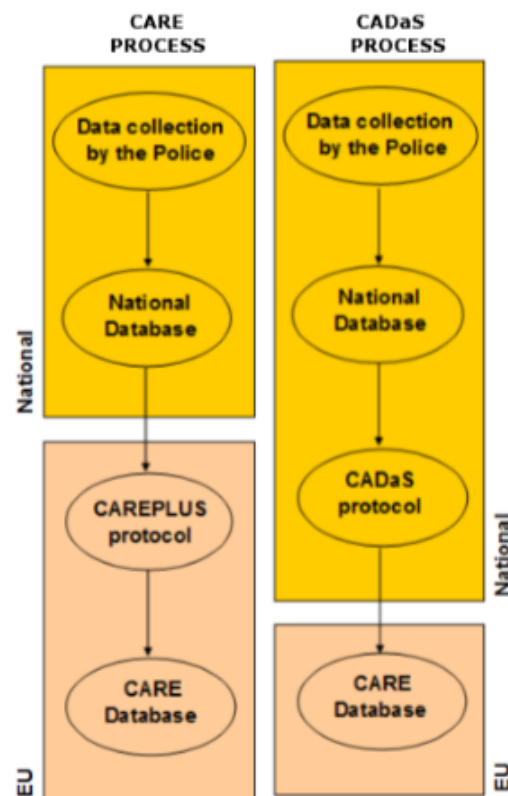 CARE
PROCESS
Data collection
by the Police
National
Database
National
CAREPLUS
protocol
CARE
Database
EU
CADaS
PROCESS
Data collection
by the Police
National
Database
CADaS
protocol
National
CARE
Database
EU